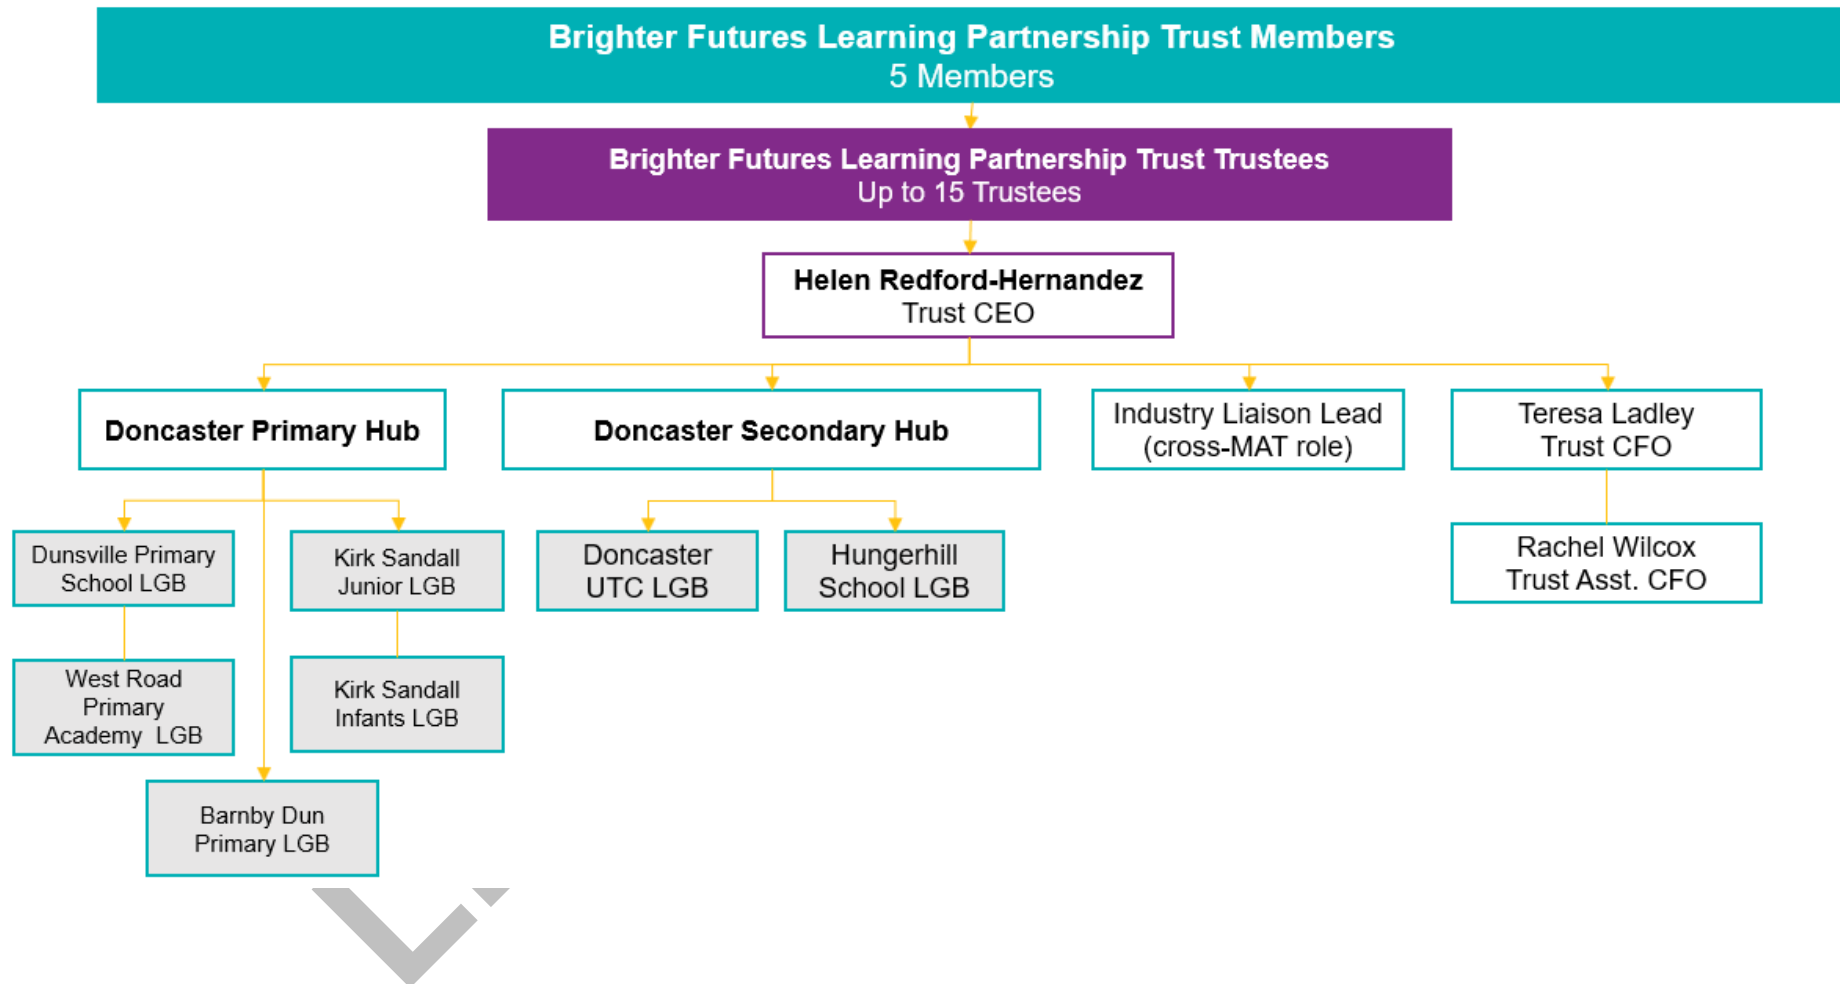 Brighter Futures Learning Partnership Trust Members
5 Members
Brighter Futures Learning Partnership Trust Trustees
Up to 15 Trustees
Helen Redford-Hernandez
Trust CEO
Doncaster Primary Hub
Doncaster Secondary Hub
Industry Liaison Lead
(cross-MAT role)
Teresa Ladley
Trust CFO
Dunsville Primary
School LGB
Kirk Sandall
Junior LGB
Doncaster
UTC LGB
Hungerhill
School LGB
Rachel Wilcox
Trust Asst. CFO
West Road
Primary
Academy LGB
Kirk Sandall
Infants LGB
Barnby Dun
Primary LGB